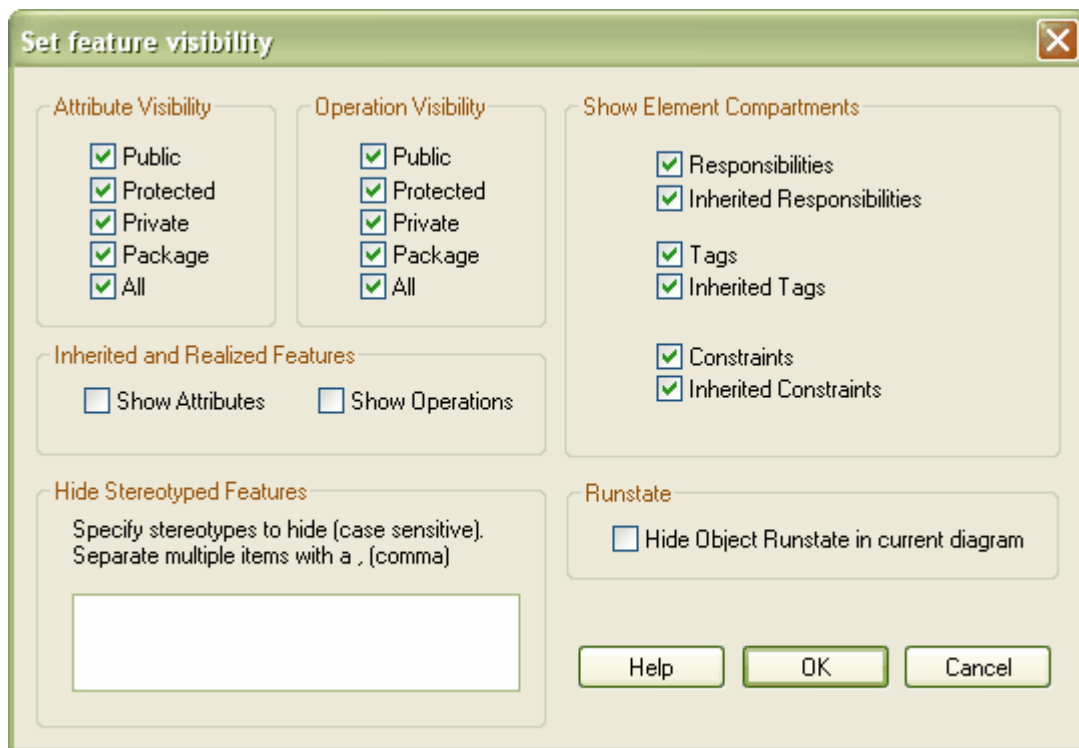 Set feature visibility
Attribute Visibility
Public
Protected
Private
Package
All
Operation Visibility
Public
Protected
Private
Package
All
Show Element Compartments
Responsibilities
Inherited Responsibilities
Tags
Inherited Tags
Constraints
Inherited Constraints
Inherited and Realized Features
Show Attributes
Show Operations
Hide Stereotyped Features
Specify stereotypes to hide (case sensitive).
Separate multiple items with a , (comma)
Runstate
Hide Object Runstate in current diagram
Help
OK
Cancel